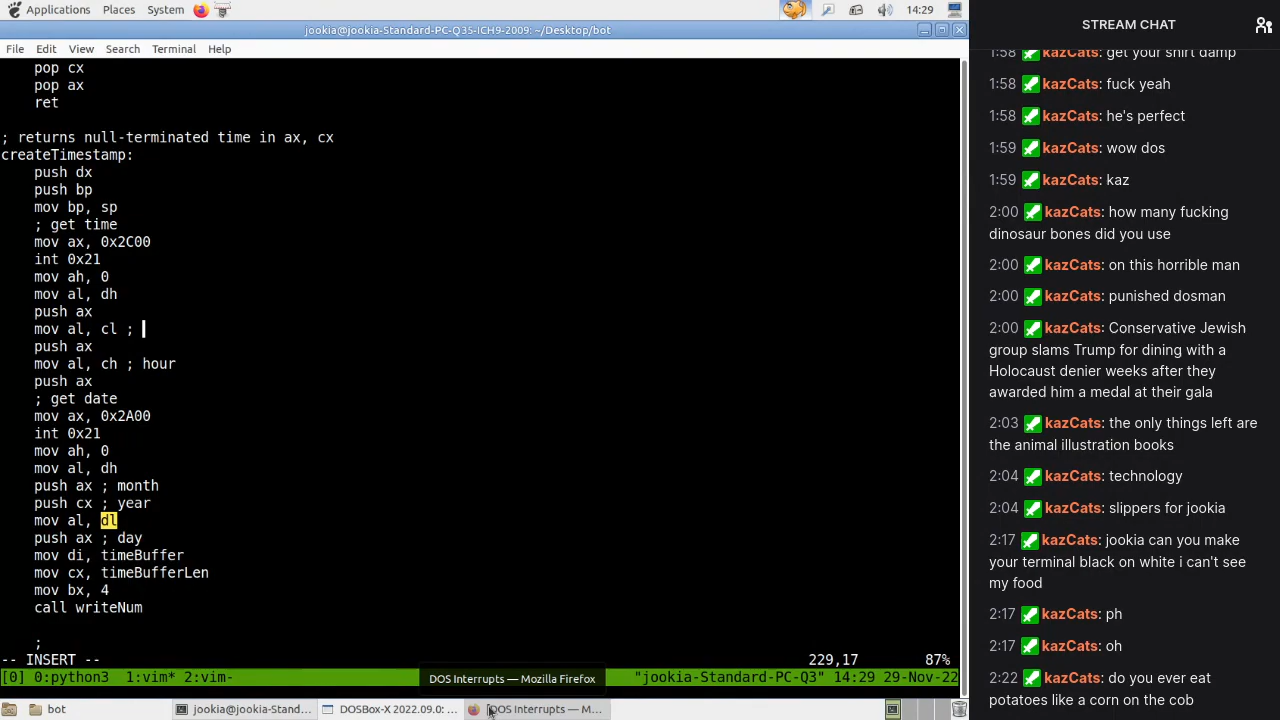 Applications Places System 14:29
jookia@jookia-Standard-PC-Q35-ICH9-2009: ~/Desktop/bot
File Edit View Search Terminal Help
pop cx
pop ax
ret
; returns null-terminated time in ax, cx
createTimestamp:
push dx
push bp
mov bp, sp
; get time
mov ax, 0x2C00
int 0x21
mov ah, 0
mov al, dh
push ax
mov al, cl ;
push ax
mov al, ch ; hour
push ax
; get date
mov ax, 0x2A00
int 0x21
mov ah, 0
mov al, dh
push ax ; month
push cx ; year
mov al, dl
push ax ; day
mov di, timeBuffer
mov cx, timeBufferLen
mov bx, 4
call writeNum
;
-- INSERT -- 229,17 87%
[0] 0:python3 1:vim* 2:vim- "jookia-Standard-PC-Q3" 14:29 29-Nov-22
DOS Interrupts — Mozilla Firefox
bot jookia@jookia-Stand... DOSBox-X 2022.09.0: ... DOS Interrupts — M...
STREAM CHAT
1:58 kazCats: get your shirt damp
1:58 kazCats: fuck yeah
1:58 kazCats: he's perfect
1:59 kazCats: wow dos
1:59 kazCats: kaz
2:00 kazCats: how many fucking
dinosaur bones did you use
2:00 kazCats: on this horrible man
2:00 kazCats: punished dosman
2:00 kazCats: Conservative Jewish
group slams Trump for dining with a
Holocaust denier weeks after they
awarded him a medal at their gala
2:03 kazCats: the only things left are
the animal illustration books
2:04 kazCats: technology
2:04 kazCats: slippers for jookia
2:17 kazCats: jookia can you make
your terminal black on white i can't see
my food
2:17 kazCats: ph
2:17 kazCats: oh
2:22 kazCats: do you ever eat
potatoes like a corn on the cob